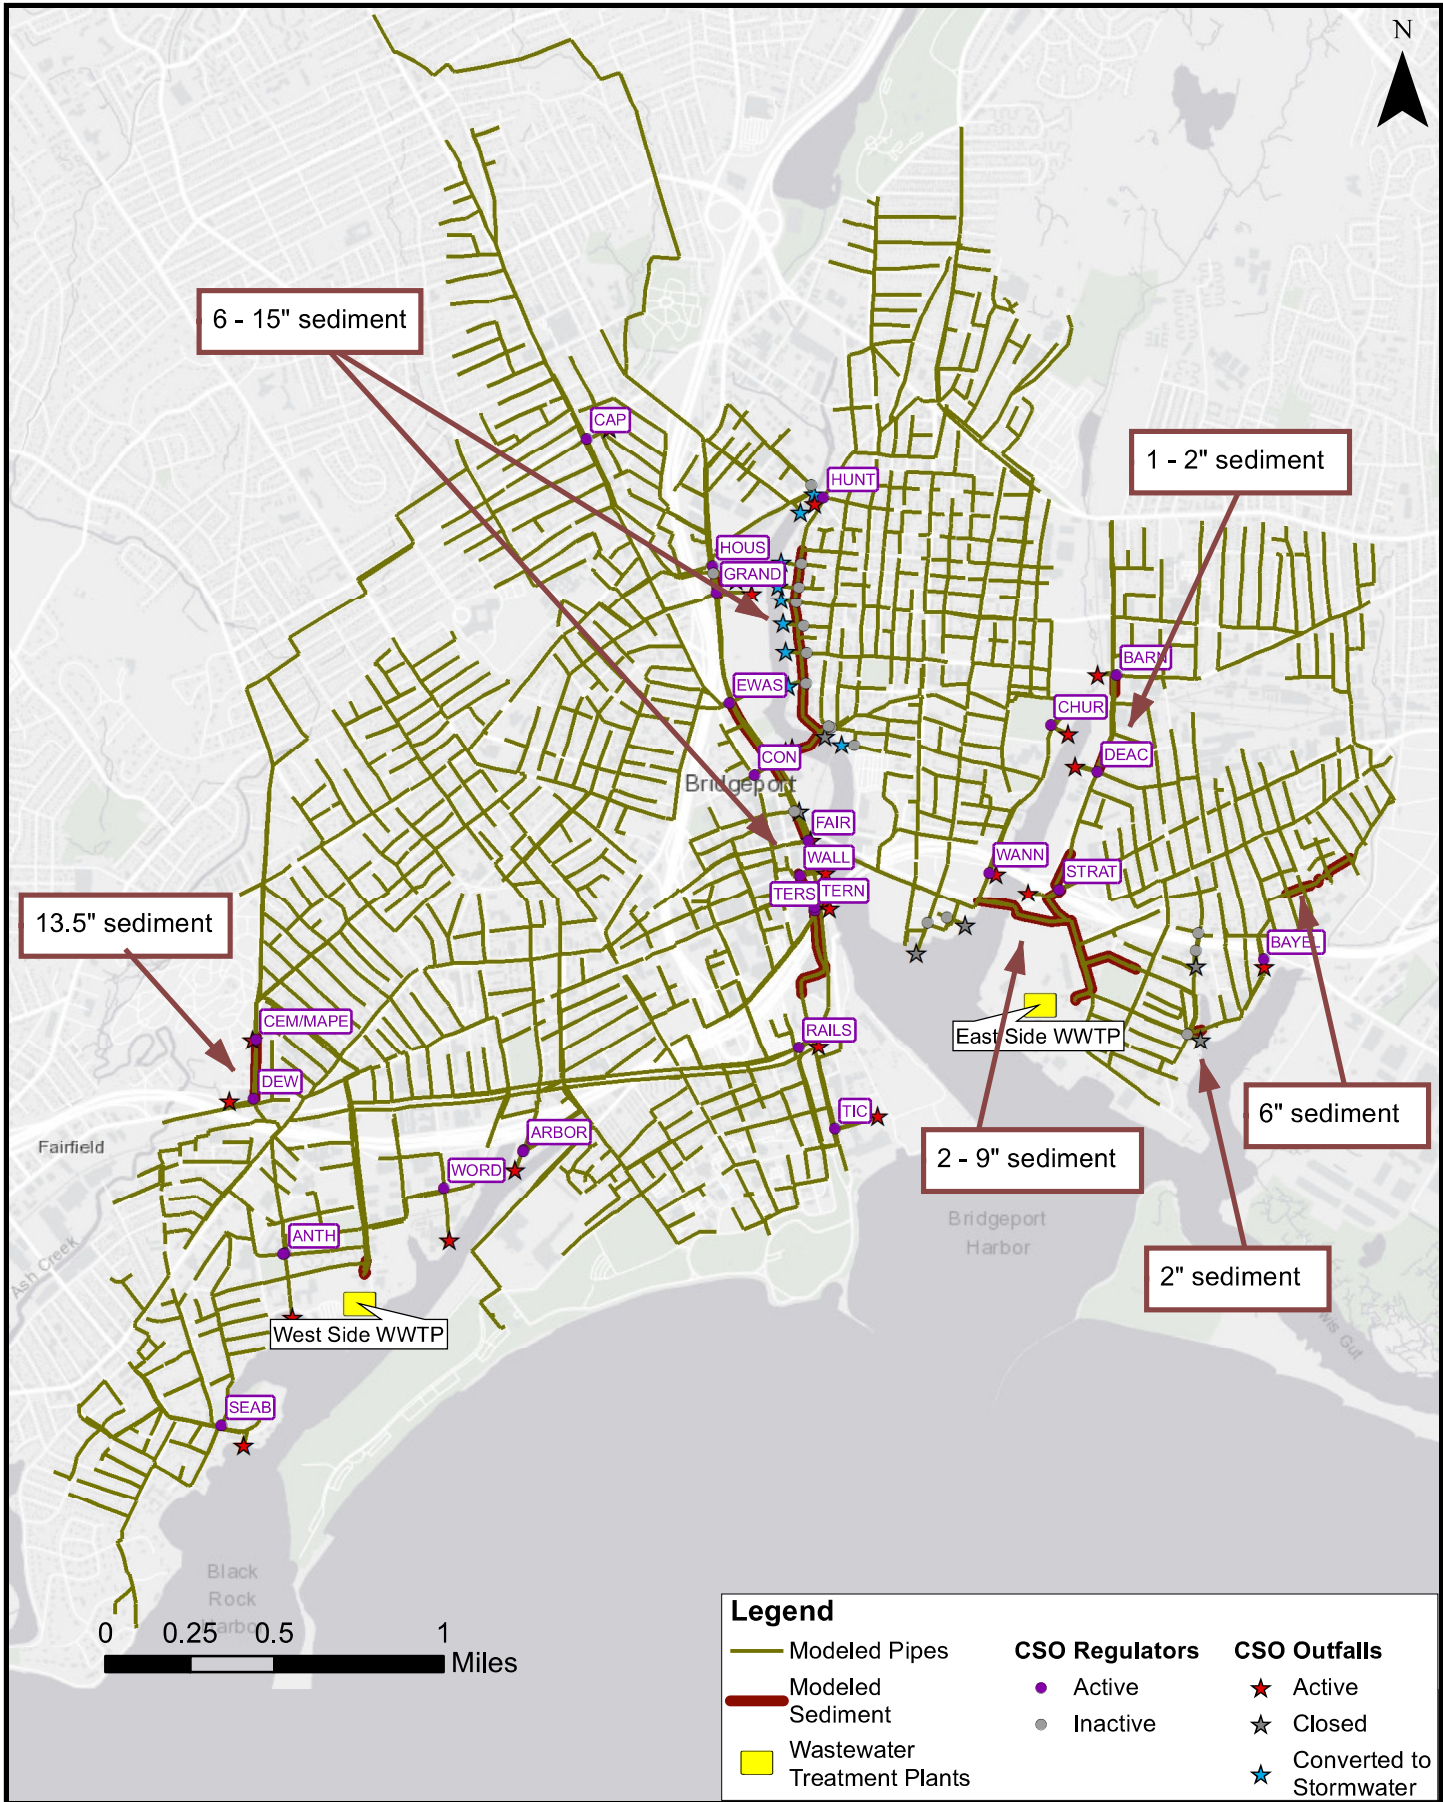 N
6 - 15" sediment
CAP
1 - 2" sediment
HUNT
HOUS
GRAND
BARN
EWAS
CHUR
CON
DEAC
Bridgeport
FAIR
WALL
WANN
STRAT
TERS
TERN
13.5" sediment
BAYEL
CEM/MAPE
RAILS
East Side WWTP
DEW
TIC
6" sediment
ARBOR
Fairfield
2 - 9" sediment
WORD
Bridgeport
Harbor
ANTH
Ash Creek
2" sediment
West Side WWTP
SEAB
Black
Rock
Harbor
0 0.25 0.5 1
Miles
Legend
Modeled Pipes
Modeled
Sediment
Wastewater
Treatment Plants
CSO Regulators
Active
Inactive
CSO Outfalls
Active
Closed
Converted to
Stormwater